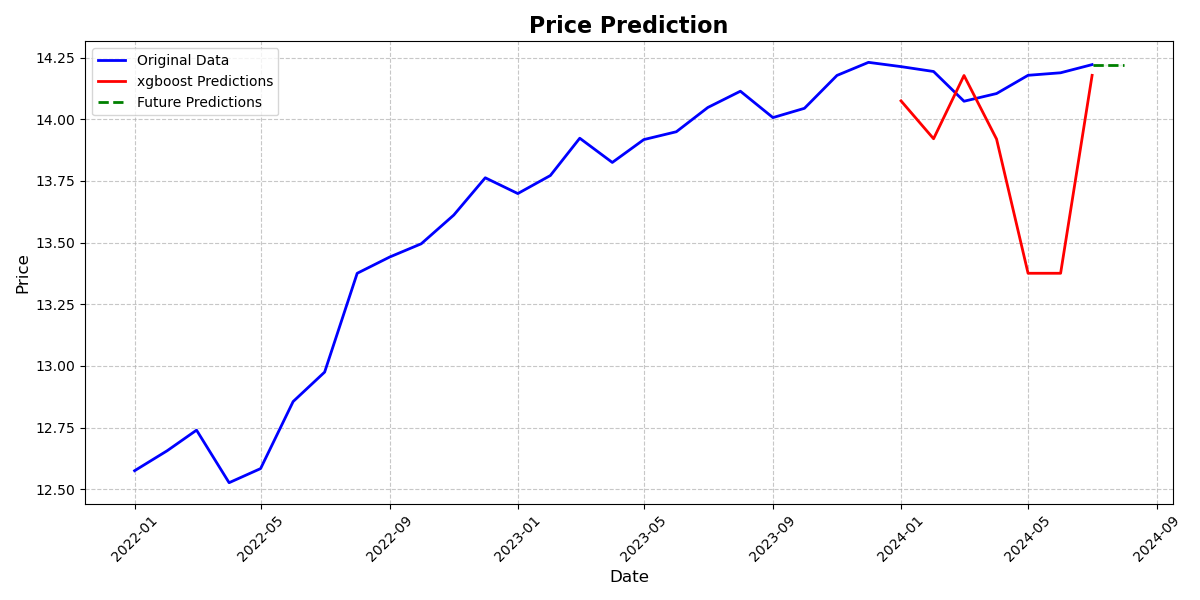 Price Prediction
Original Data
xgboost Predictions
Future Predictions
Price
14.25
14.00
13.75
13.50
13.25
13.00
12.75
12.50
2022-01
2022-05
2022-09
2023-01
2023-05
2023-09
2024-01
2024-05
2024-09
Date